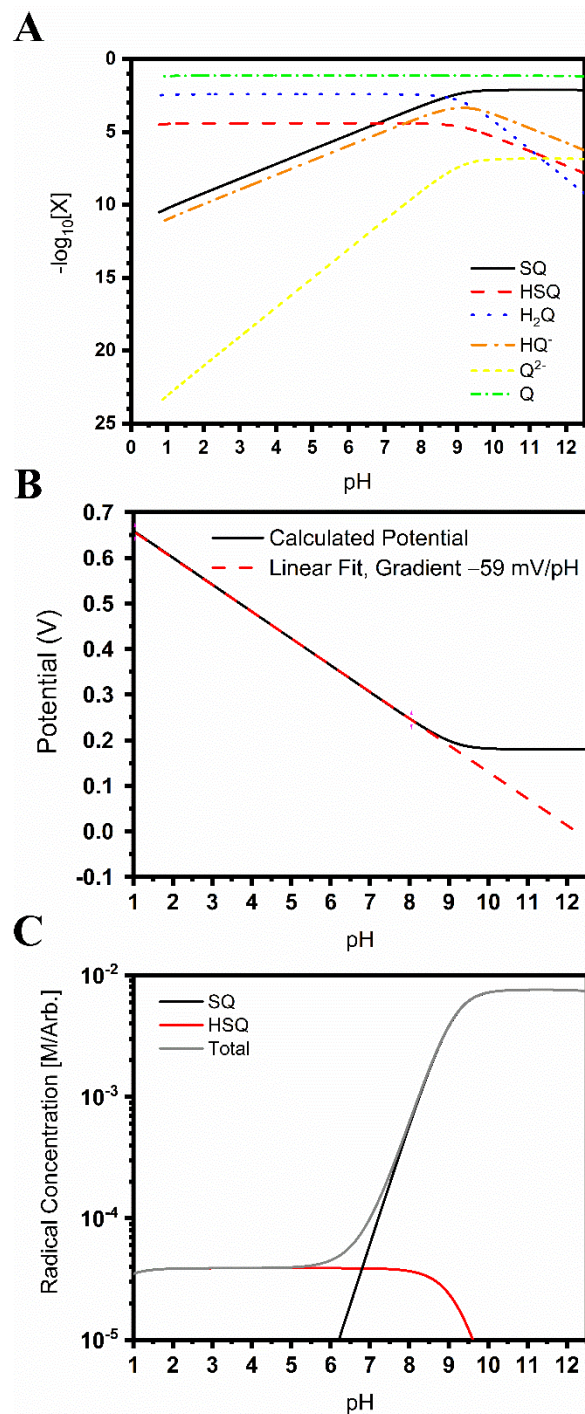 A
0
5
10
15
20
25
-log10[X]
SQ
HSQ
H2Q
HQ-
Q2-
Q
0 1 2 3 4 5 6 7 8 9 10 11 12
pH
B
0.7
0.6
0.5
0.4
0.3
0.2
0.1
0.0
-0.1
Potential (V)
Calculated Potential
Linear Fit, Gradient –59 mV/pH
1 2 3 4 5 6 7 8 9 10 11 12
pH
C
10-2
10-3
10-4
10-5
Radical Concentration [M/Arb.]
SQ
HSQ
Total
1 2 3 4 5 6 7 8 9 10 11 12
pH